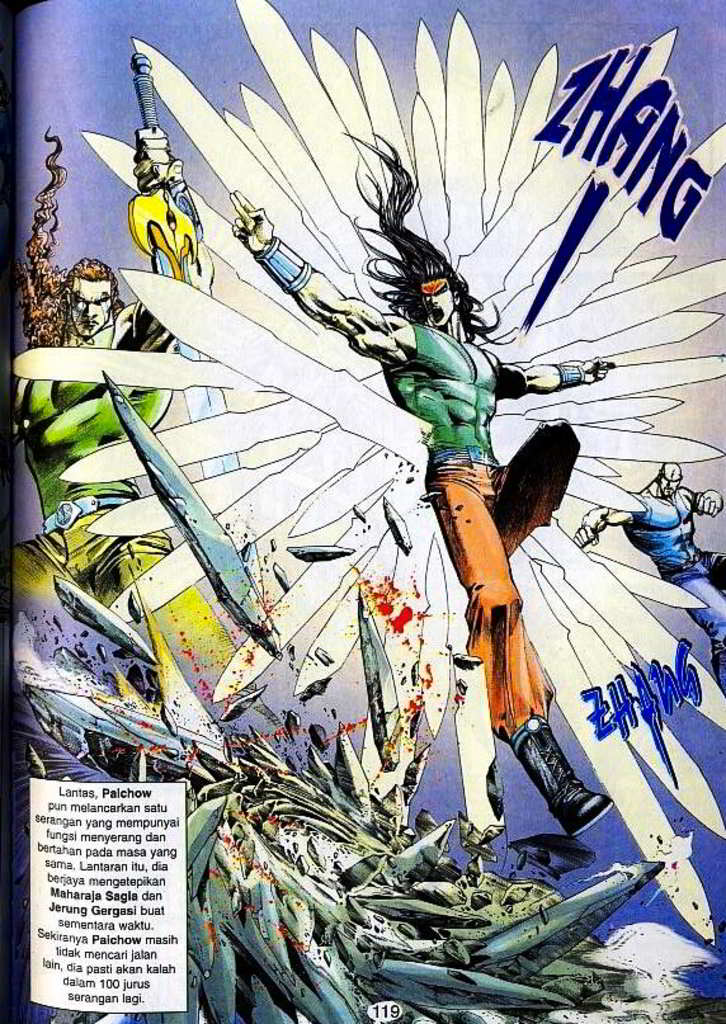 ZHANG
Lantas, Paichow
pun melancarkan satu
serangan yang mempunyai
fungsi menyerang dan
bertahan pada masa yang
sama. Lantaran itu, dia
berjaya mengetepikan
Maharaja Sagla dan
Jerung Gergasi buat
sementara waktu.
Sekiranya Paichow masih
tidak mencari jalan
lain, dia pasti akan kalah
dalam 100 jurus
serangan lagi.
ZHANG
119